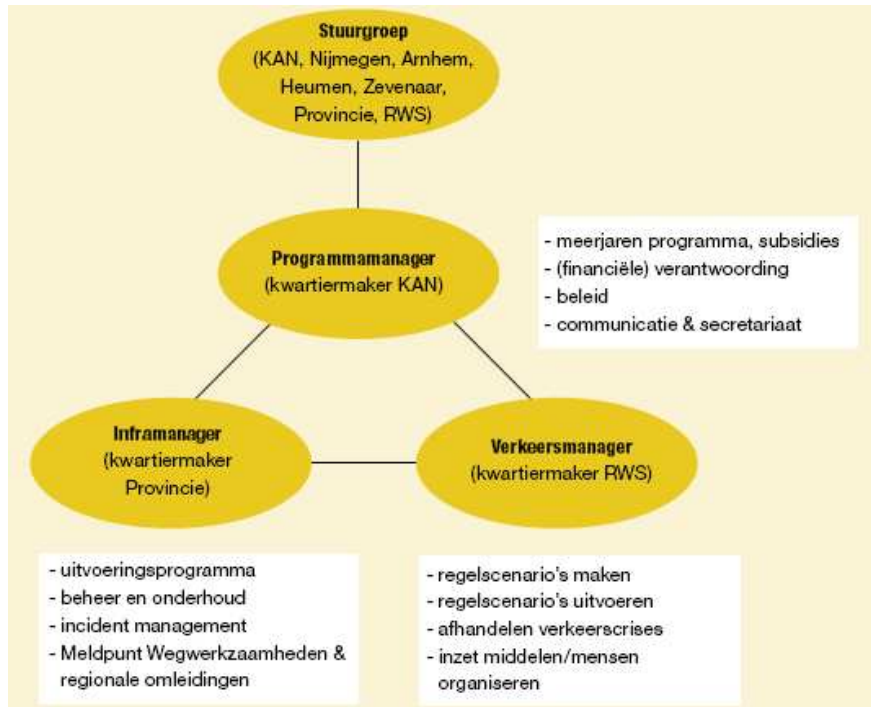 Stuurgroep
(KAN, Nijmegen, Arnhem,
Heumen, Zevenaar,
Provincie, RWS)
Programmamanager
(kwartiermaker KAN)
- meerjaren programma, subsidies
- (financiële) verantwoording
- beleid
- communicatie & secretariaat
Inframanager
(kwartiermaker
Provincie)
Verkeersmanager
(kwartiermaker RWS)
- uitvoeringsprogramma
- beheer en onderhoud
- incident management
- Meldpunt Wegwerkzaamheden &
regionale omleidingen
- regelscenario's maken
- regelscenario's uitvoeren
- afhandelen verkeerscrises
- inzet middelen/mensen
organiseren